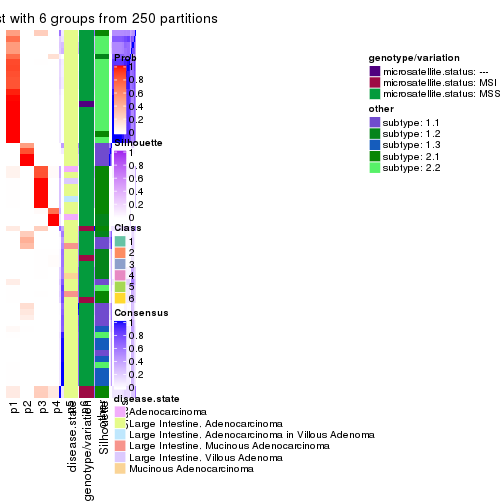 st with 6 groups from 250 partitions
Prob
1
0.8
0.6
0.4
0.2
0
Silhouette
1
0.8
0.6
0.4
0.2
0
Class
1
2
3
4
5
6
Consensus
1
0.8
0.6
0.4
0.2
0
disease.state
Adenocarcinoma
Large Intestine. Adenocarcinoma
Large Intestine. Adenocarcinoma in Villous Adenoma
Large Intestine. Mucinous Adenocarcinoma
Large Intestine. Villous Adenoma
Mucinous Adenocarcinoma
genotype/variation
microsatellite.status: ---
microsatellite.status: MSI
microsatellite.status: MSS
other
subtype: 1.1
subtype: 1.2
subtype: 1.3
subtype: 2.1
subtype: 2.2
p1
p2
p3
p4
disease.state
genotype/variation
Silhouette